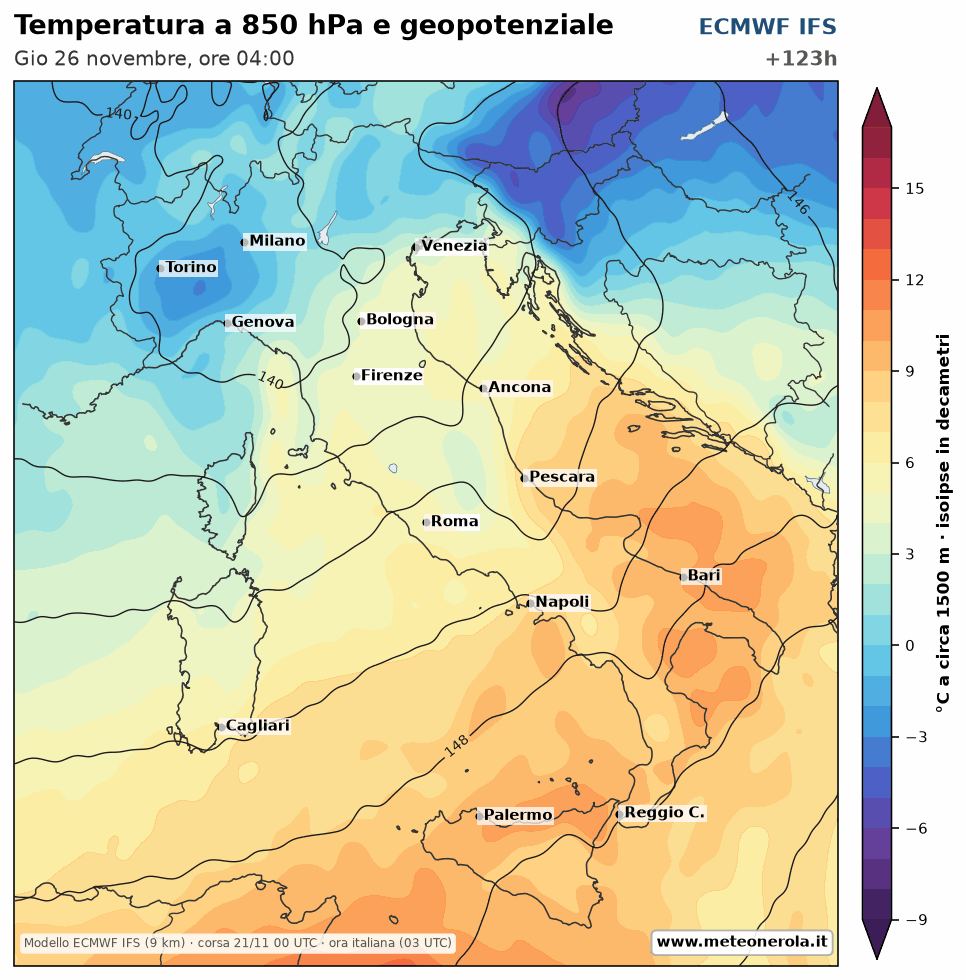 Temperatura a 850 hPa e geopotenziale
ECMWF IFS
Gio 26 novembre, ore 04:00
+123h
140
146
Milano
Venezia
Torino
Genova
Bologna
140
Firenze
Ancona
Pescara
Roma
Bari
Napoli
Cagliari
148
Palermo
Reggio C.
15
12
9
6
3
0
−3
−6
−9
°C a circa 1500 m · isoipse in decametri
Modello ECMWF IFS (9 km) · corsa 21/11 00 UTC · ora italiana (03 UTC)
www.meteonerola.it